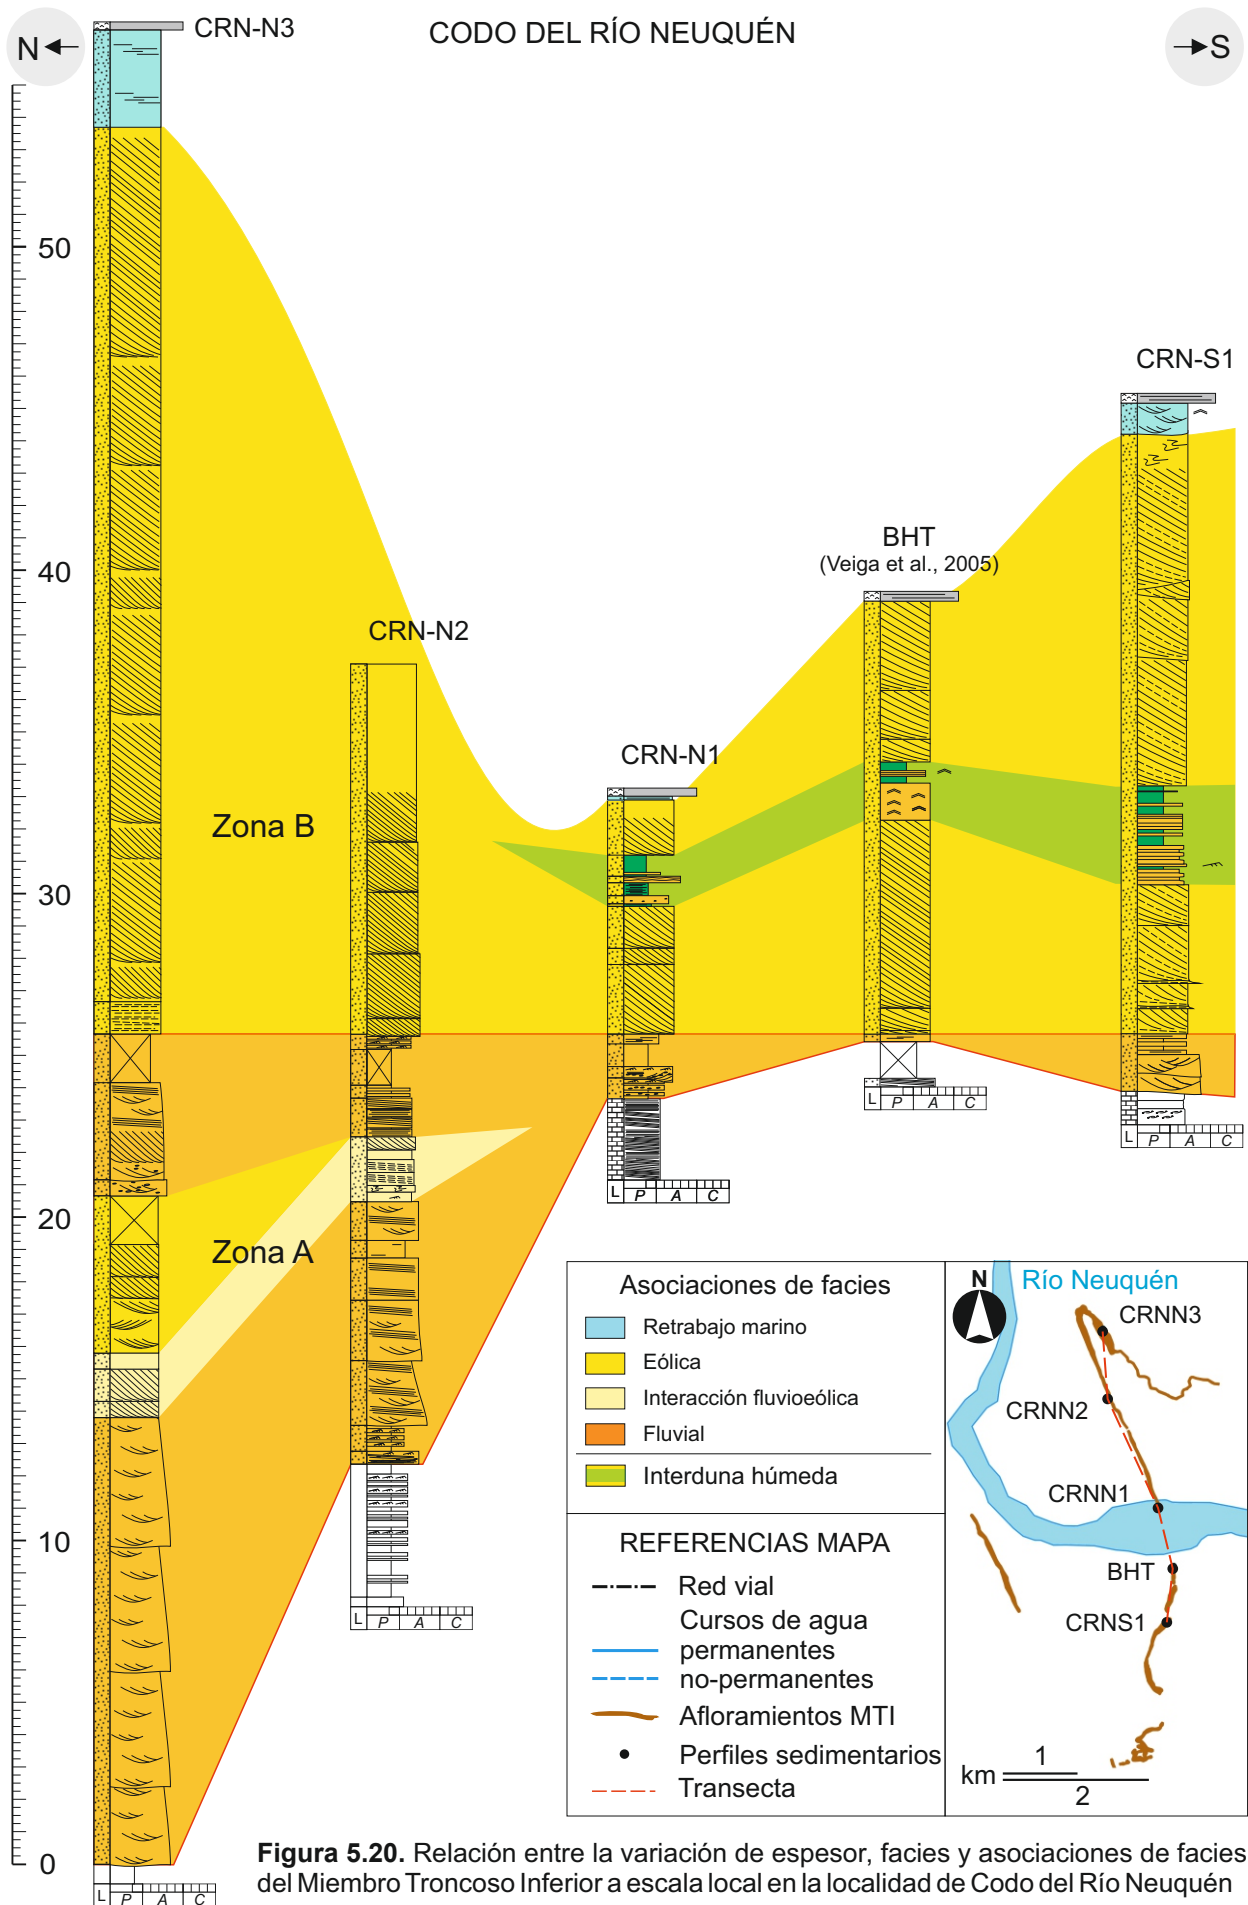 CODO DEL RÍO NEUQUÉN
N
S
CRN-N3
50
40
30
20
10
0
CRN-S1
BHT
(Veiga et al., 2005)
CRN-N2
CRN-N1
Zona B
Zona A
L P A C
L P A C
L P A C
L P A C
L P A C
Asociaciones de facies
Retrabajo marino
Eólica
Interacción fluvioeólica
Fluvial
Interduna húmeda
REFERENCIAS MAPA
Red vial
Cursos de agua
permanentes
no-permanentes
Afloramientos MTI
Perfiles sedimentarios
Transecta
N
Río Neuquén
CRNN3
CRNN2
CRNN1
BHT
CRNS1
km
1
2
Figura 5.20. Relación entre la variación de espesor, facies y asociaciones de facies
del Miembro Troncoso Inferior a escala local en la localidad de Codo del Río Neuquén